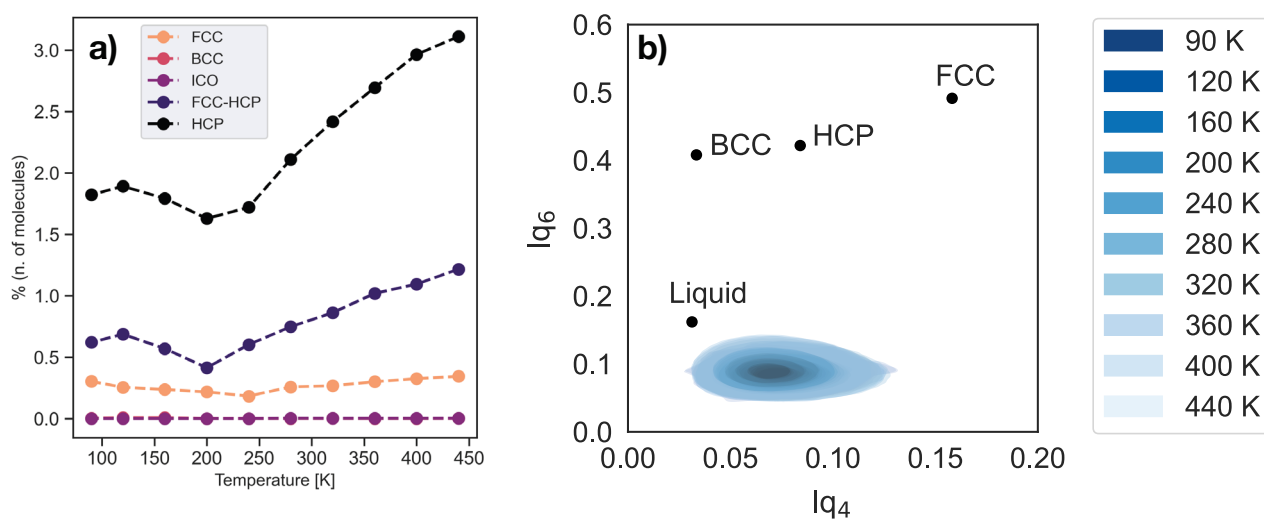 a)
FCC
BCC
ICO
FCC-HCP
HCP
% (n. of molecules)
3.0
2.5
2.0
1.5
1.0
0.5
0.0
100 150 200 250 300 350 400 450
Temperature [K]
b)
FCC
BCC
HCP
Liquid
lq6
0.6
0.5
0.4
0.3
0.2
0.1
0.0
0.00 0.05 0.10 0.15 0.20
lq4
90 K
120 K
160 K
200 K
240 K
280 K
320 K
360 K
400 K
440 K